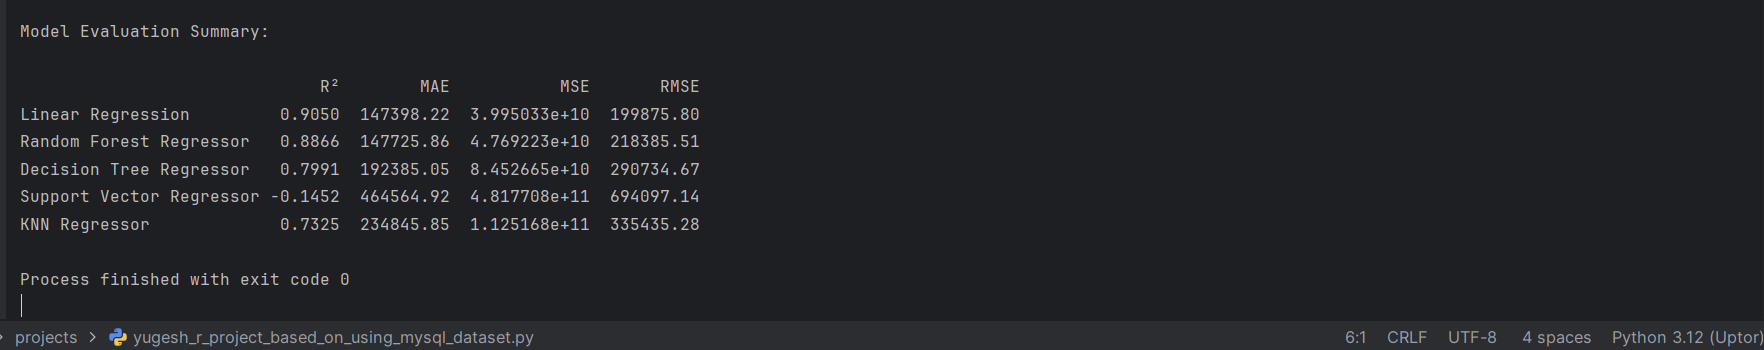 Model Evaluation Summary:
R² MAE MSE RMSE
Linear Regression 0.9050 147398.22 3.995033e+10 199875.80
Random Forest Regressor 0.8866 147725.86 4.769223e+10 218385.51
Decision Tree Regressor 0.7991 192385.05 8.452665e+10 290734.67
Support Vector Regressor -0.1452 464564.92 4.817708e+11 694097.14
KNN Regressor 0.7325 234845.85 1.125168e+11 335435.28
Process finished with exit code 0
projects > yugesh_r_project_based_on_using_mysql_dataset.py 6:1 CRLF UTF-8 4 spaces Python 3.12 (Uptor)